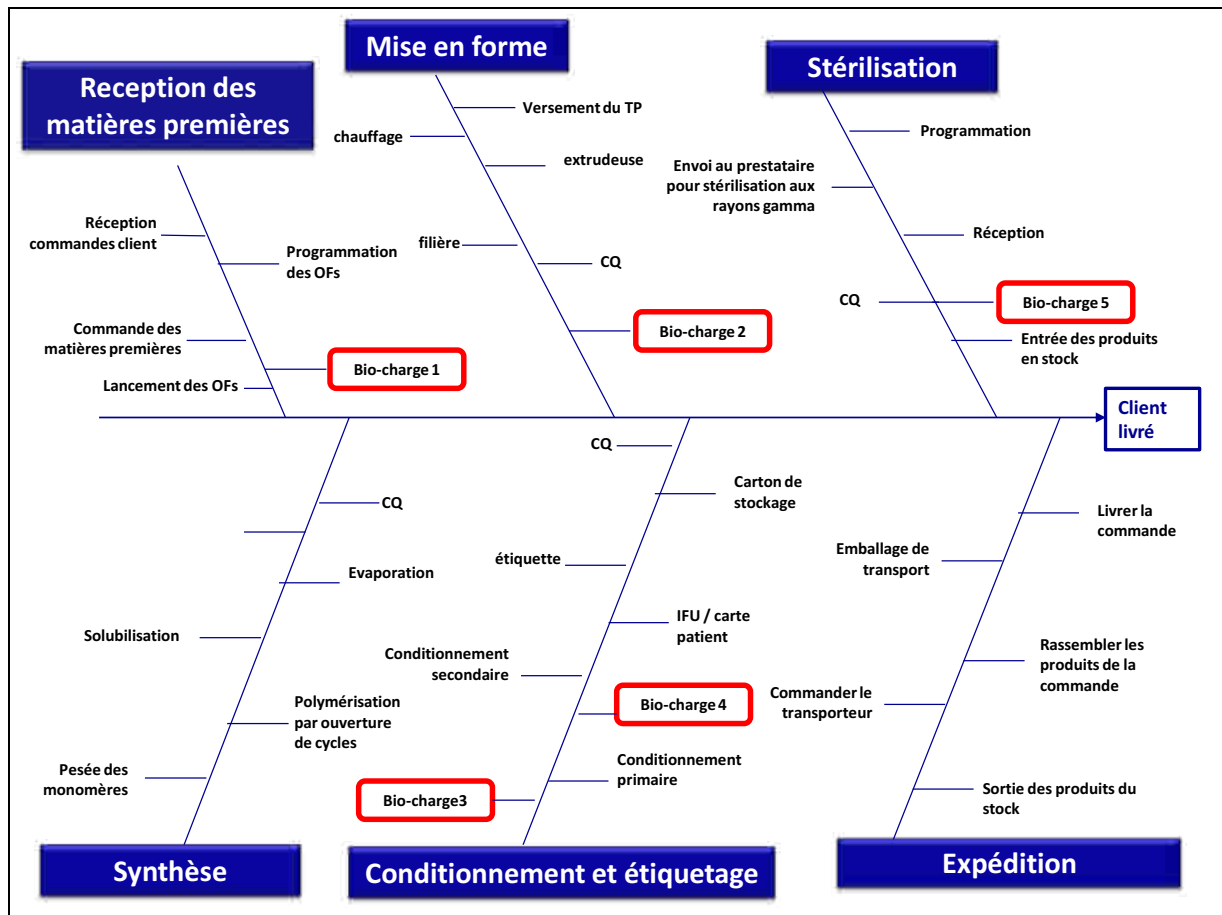 Reception des
matières premières
Réception
commandes client
Programmation
des OFs
Commande des
matières premières
Bio-charge 1
Lancement des OFs
Mise en forme
Versement du TP
chauffage
extrudeuse
filière
CQ
Bio-charge 2
Stérilisation
Programmation
Envoi au prestataire
pour stérilisation aux
rayons gamma
Réception
CQ
Bio-charge 5
Entrée des produits
en stock
Client
livré
CQ
Evaporation
Solubilisation
Polymérisation
par ouverture
de cycles
Pesée des
monomères
Synthèse
CQ
Carton de
stockage
étiquette
IFU / carte
patient
Conditionnement
secondaire
Bio-charge 4
Conditionnement
primaire
Bio-charge3
Conditionnement et étiquetage
Livrer la
commande
Emballage de
transport
Rassembler les
produits de la
commande
Commander le
transporteur
Sortie des produits du
stock
Expédition